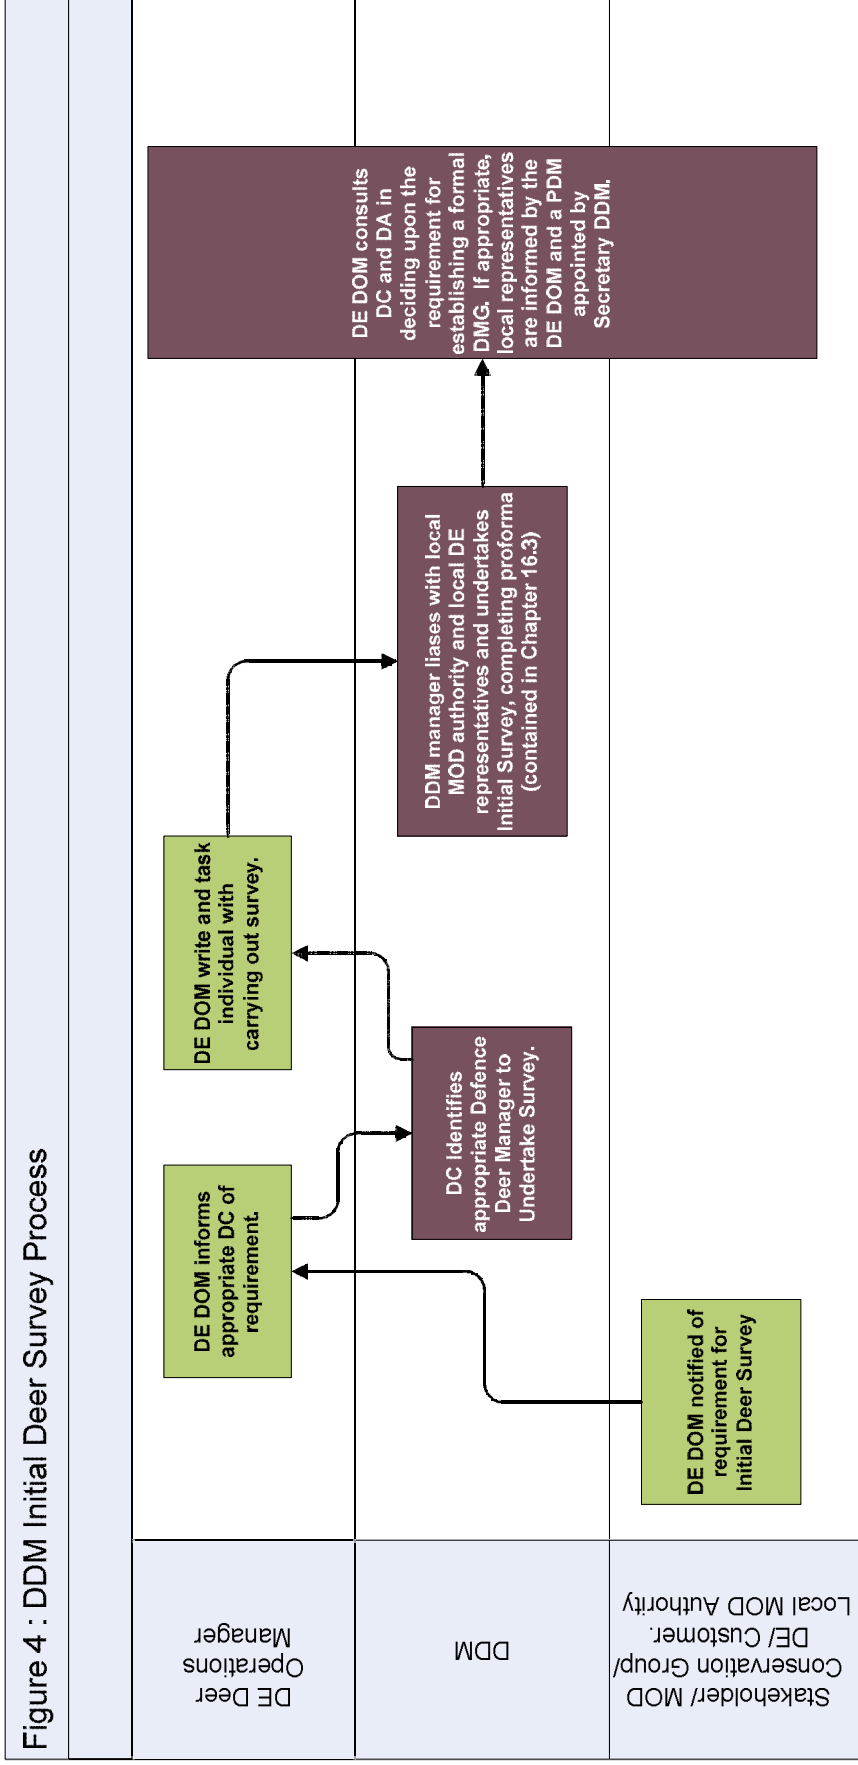 Figure 4 : DDM Initial Deer Survey Process
DE Deer
Operations
Manager
DE DOM informs
appropriate DC of
requirement.
DE DOM write and task
individual with
carrying out survey.
DDM
DC Identifies
appropriate Defence
Deer Manager to
Undertake Survey.
DDM manager liases with local
MOD authority and local DE
representatives and undertakes
Initial Survey, completing proforma
(contained in Chapter 16.3)
DE DOM consults
DC and DA in
deciding upon the
requirement for
establishing a formal
DMG. If appropriate,
local representatives
are informed by the
DE DOM and a PDM
appointed by
Secretary DDM.
Stakeholder/ MOD
Conservation Group/
DE/ Customer.
Local MOD Authority
DE DOM notified of
requirement for
Initial Deer Survey